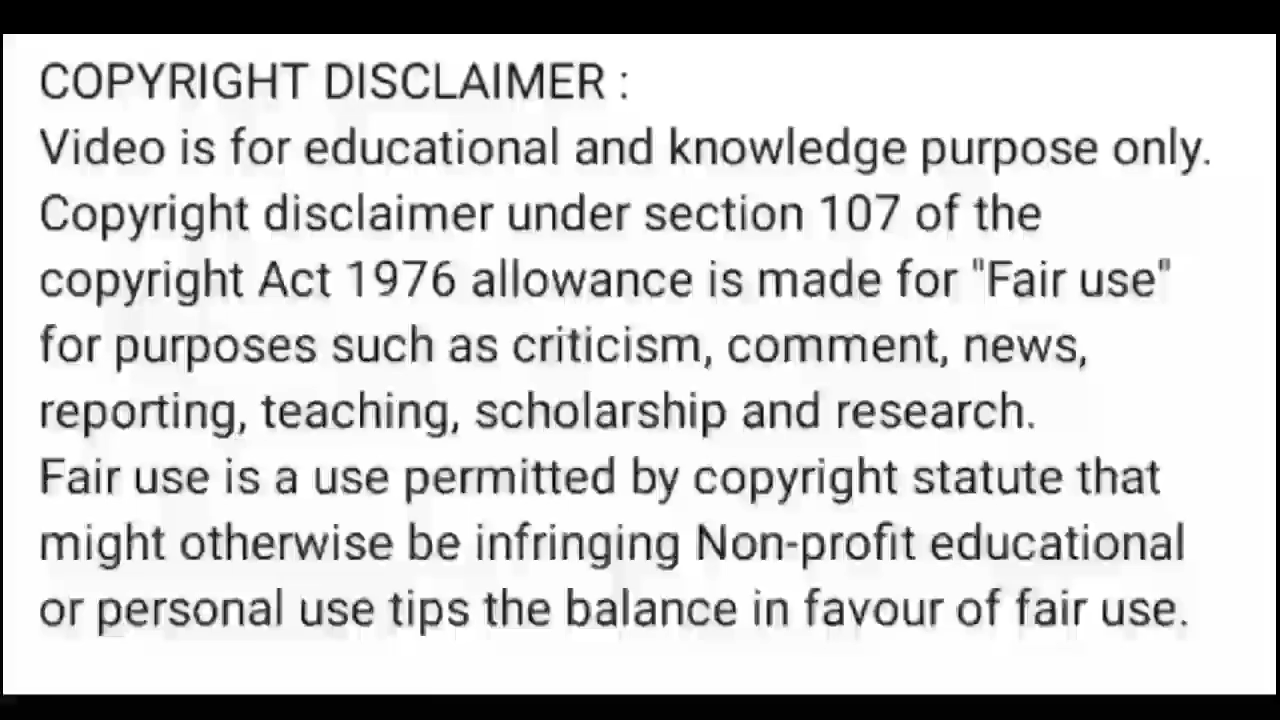 COPYRIGHT DISCLAIMER :
Video is for educational and knowledge purpose only.
Copyright disclaimer under section 107 of the
copyright Act 1976 allowance is made for "Fair use"
for purposes such as criticism, comment, news,
reporting, teaching, scholarship and research.
Fair use is a use permitted by copyright statute that
might otherwise be infringing Non-profit educational
or personal use tips the balance in favour of fair use.